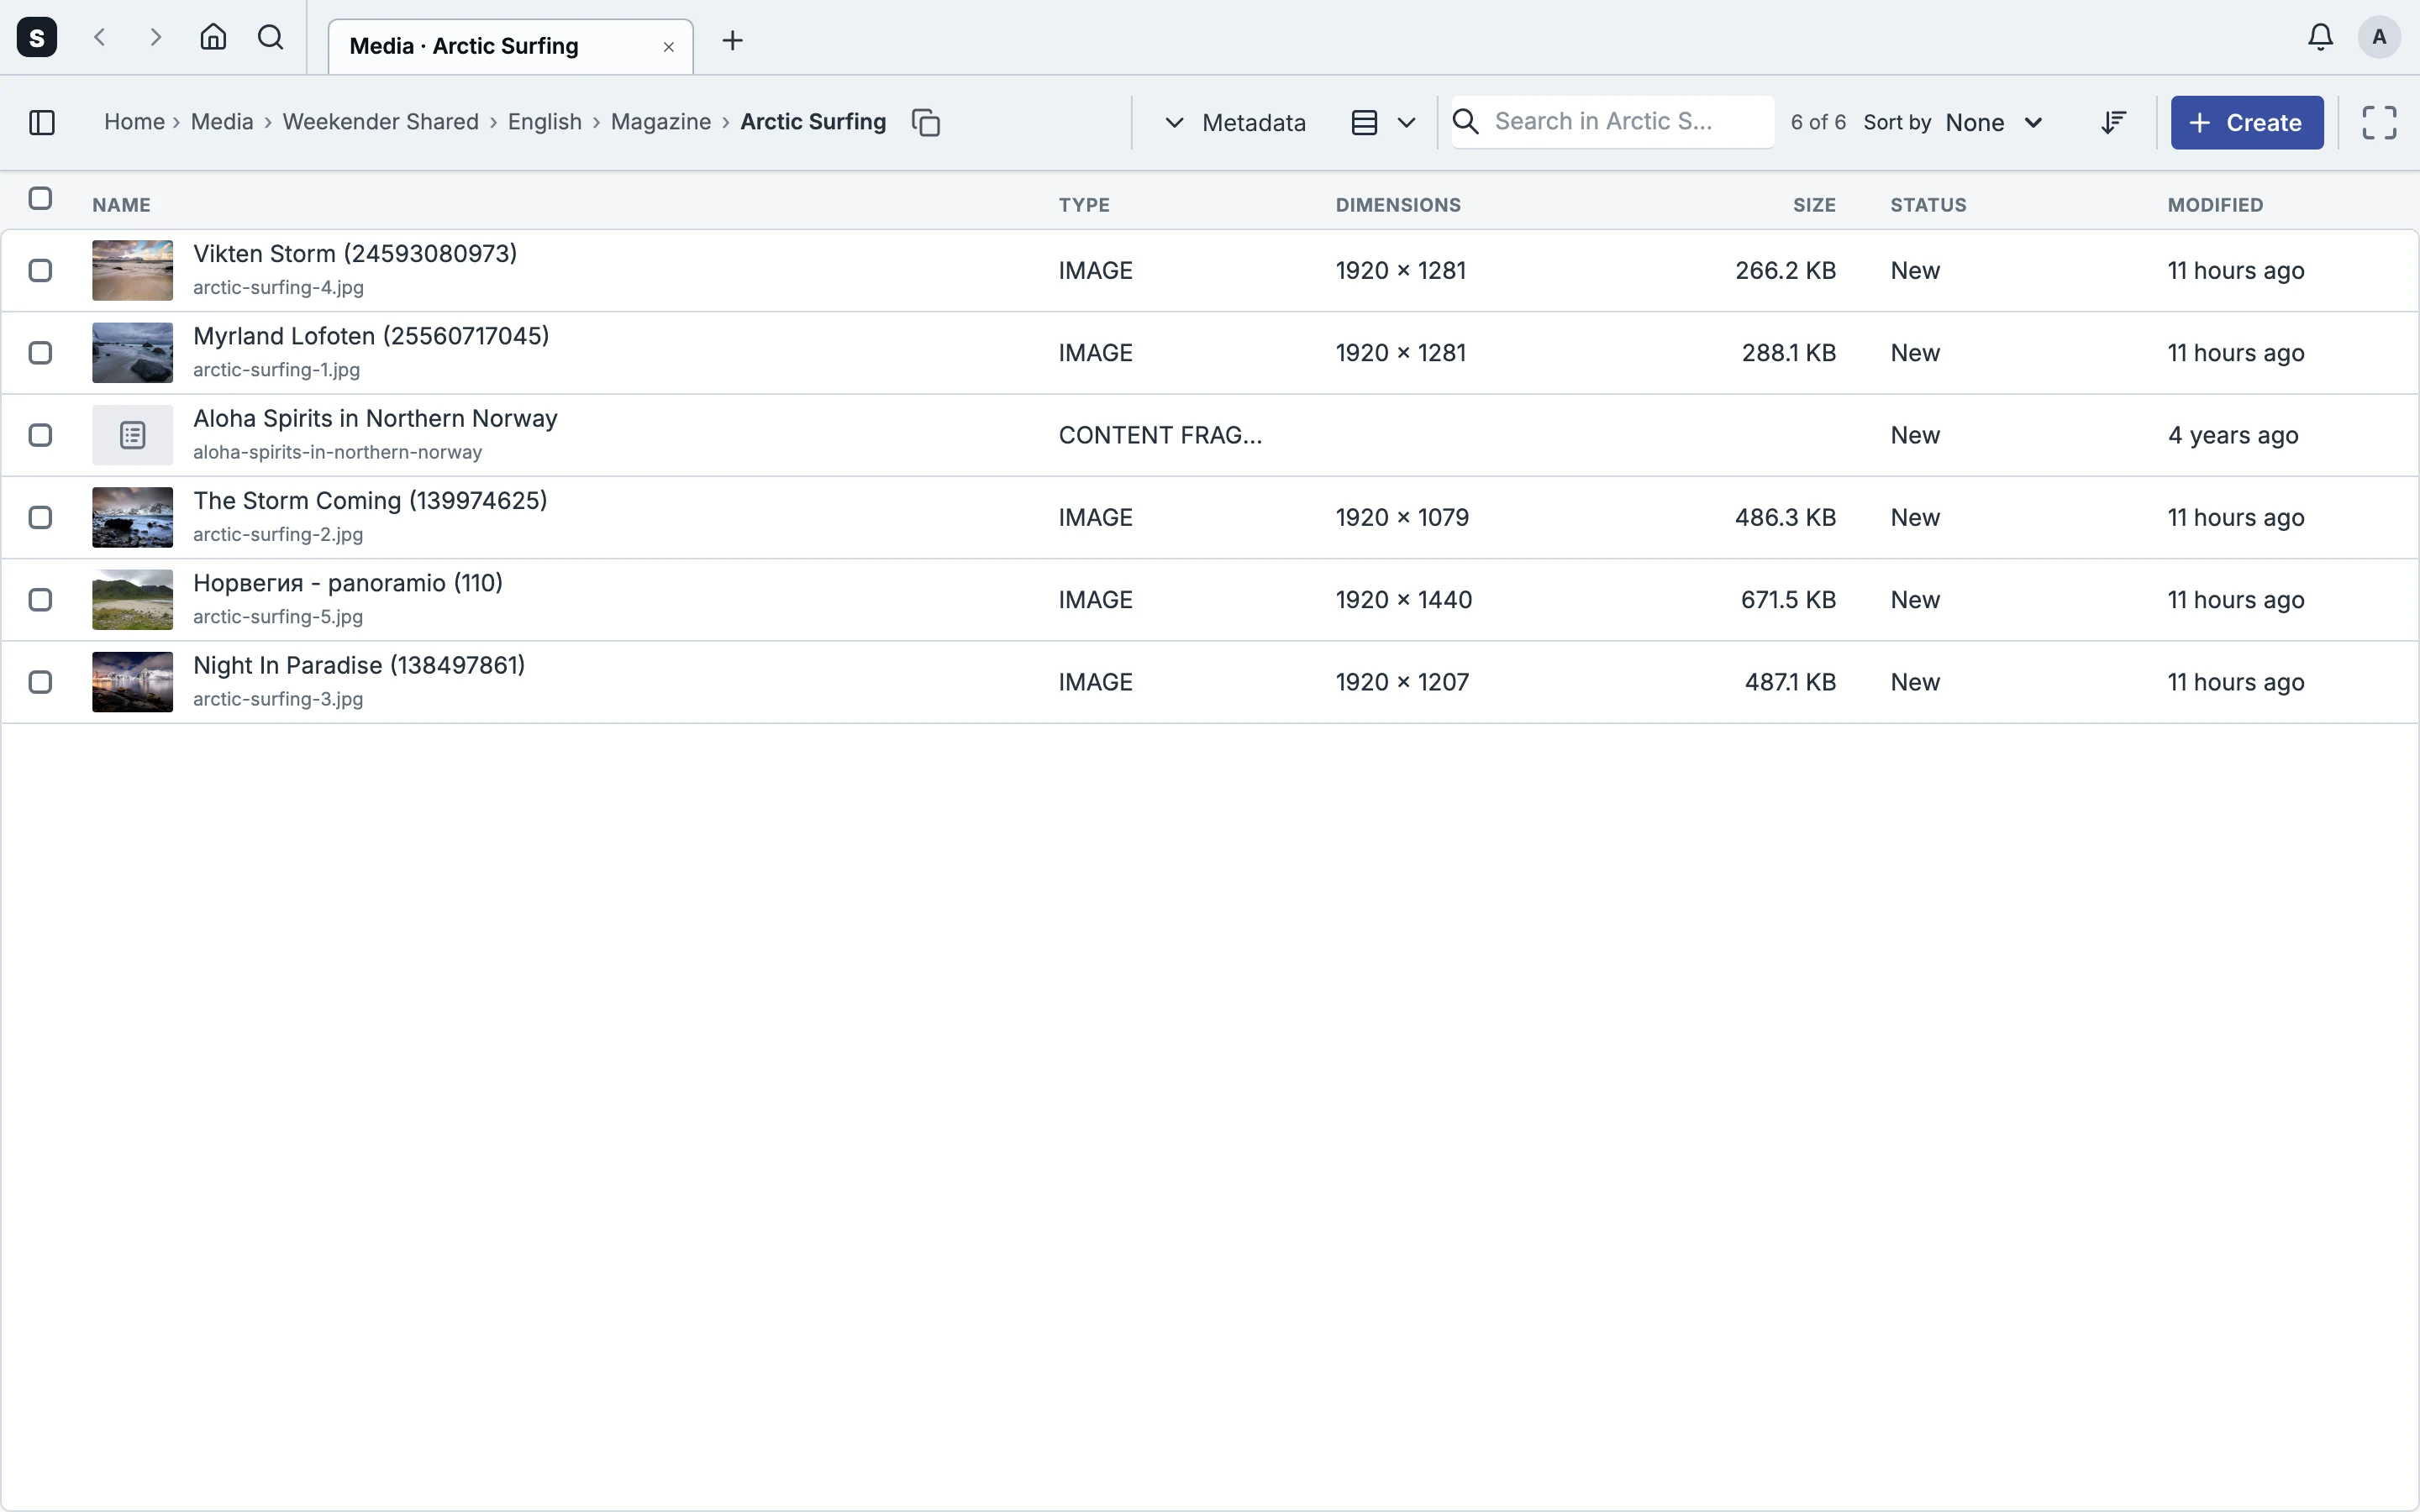 S
Media · Arctic Surfing
A
Home › Media › Weekender Shared › English › Magazine › Arctic Surfing
Metadata
Search in Arctic S...
6 of 6
Sort by None
Create
NAME TYPE DIMENSIONS SIZE STATUS MODIFIED
Vikten Storm (24593080973)
arctic-surfing-4.jpg
IMAGE 1920 × 1281 266.2 KB New 11 hours ago
Myrland Lofoten (25560717045)
arctic-surfing-1.jpg
IMAGE 1920 × 1281 288.1 KB New 11 hours ago
Aloha Spirits in Northern Norway
aloha-spirits-in-northern-norway
CONTENT FRAG... New 4 years ago
The Storm Coming (139974625)
arctic-surfing-2.jpg
IMAGE 1920 × 1079 486.3 KB New 11 hours ago
Норвегия - panoramio (110)
arctic-surfing-5.jpg
IMAGE 1920 × 1440 671.5 KB New 11 hours ago
Night In Paradise (138497861)
arctic-surfing-3.jpg
IMAGE 1920 × 1207 487.1 KB New 11 hours ago